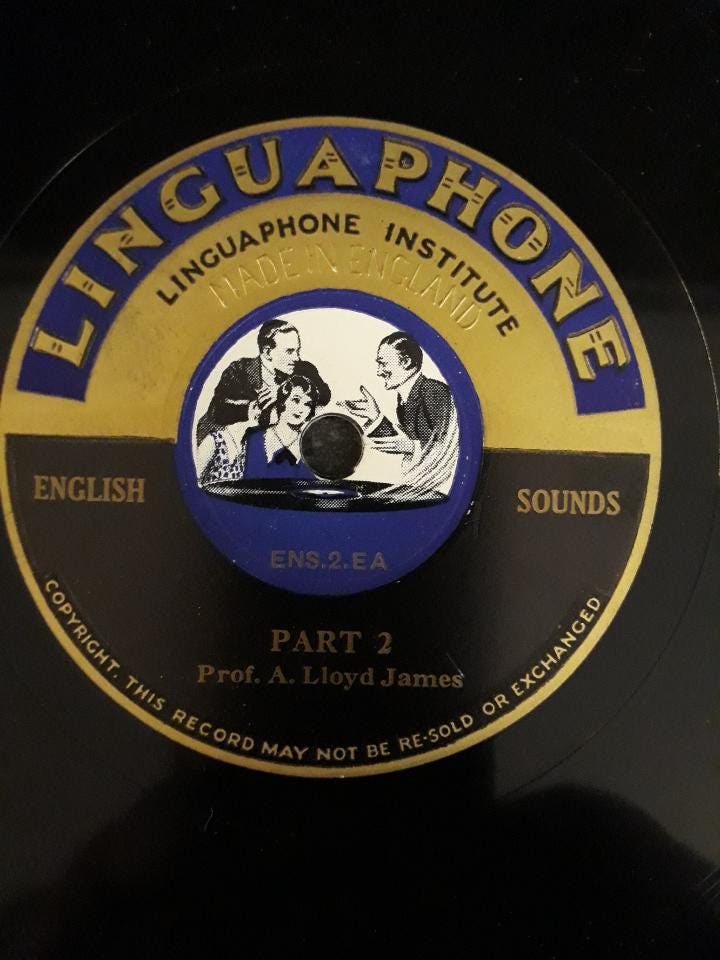 LINGUAPHONE
LINGUAPHONE INSTITUTE
MADE IN ENGLAND
ENGLISH
SOUNDS
ENS.2.EA
PART 2
Prof. A. Lloyd James
COPYRIGHT. THIS RECORD MAY NOT BE RE-SOLD OR EXCHANGED